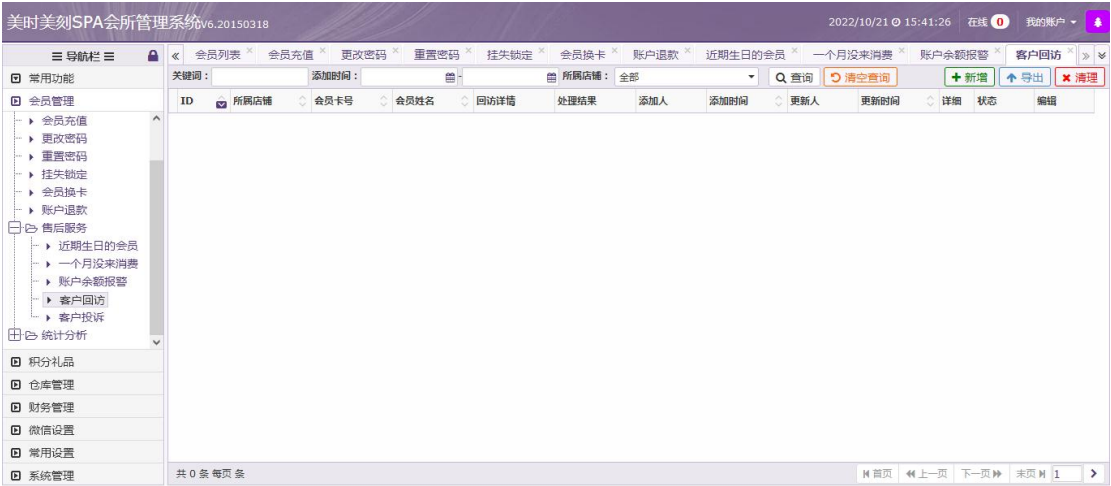 美时美刻SPA会所管理系统V6.20150318
2022/10/21 15:41:26 在线 0 我的账户
导航栏
会员列表 会员充值 更改密码 重置密码 挂失锁定 会员换卡 账户退款 近期生日的会员 一个月没来消费 账户余额报警 客户回访
常用功能
关键词： 添加时间： - 所属店铺： 全部 查询 清空查询 新增 导出 清理
会员管理
ID 所属店铺 会员卡号 会员姓名 回访详情 处理结果 添加人 添加时间 更新人 更新时间 详细 状态 编辑
会员充值
更改密码
重置密码
挂失锁定
会员换卡
账户退款
售后服务
近期生日的会员
一个月没来消费
账户余额报警
客户回访
客户投诉
统计分析
积分礼品
仓库管理
财务管理
微信设置
常用设置
系统管理
共 0 条 每页 条
首页 上一页 下一页 末页 1